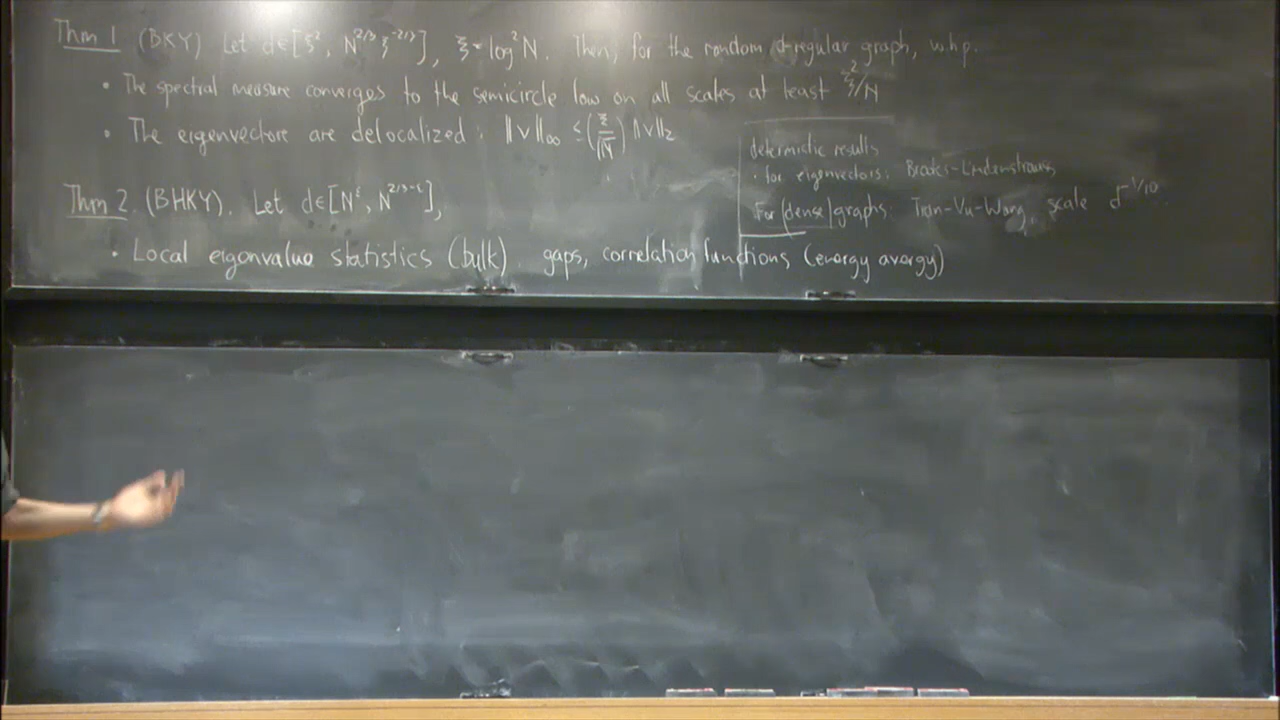 Thm 1 (BKY) Let d∈[ξ², N^{2/3} ξ^{-2/3}], ξ = log² N. Then, for the random d-regular graph, w.h.p.
• The spectral measure converges to the semicircle law on all scales at least ξ²/N
• The eigenvectors are delocalized: ‖v‖_∞ ≤ (ξ/√N) ‖v‖_2
determistic results
• for eigenvectors: Brooks-Lindenstrauss
For (dense) graphs: Tran-Vu-Wang, scale d^{-1/10}
Thm 2. (BHKY). Let d∈[N^ε, N^{2/3-ε}],
• Local eigenvalue statistics (bulk) gaps, correlation functions (energy avergy)